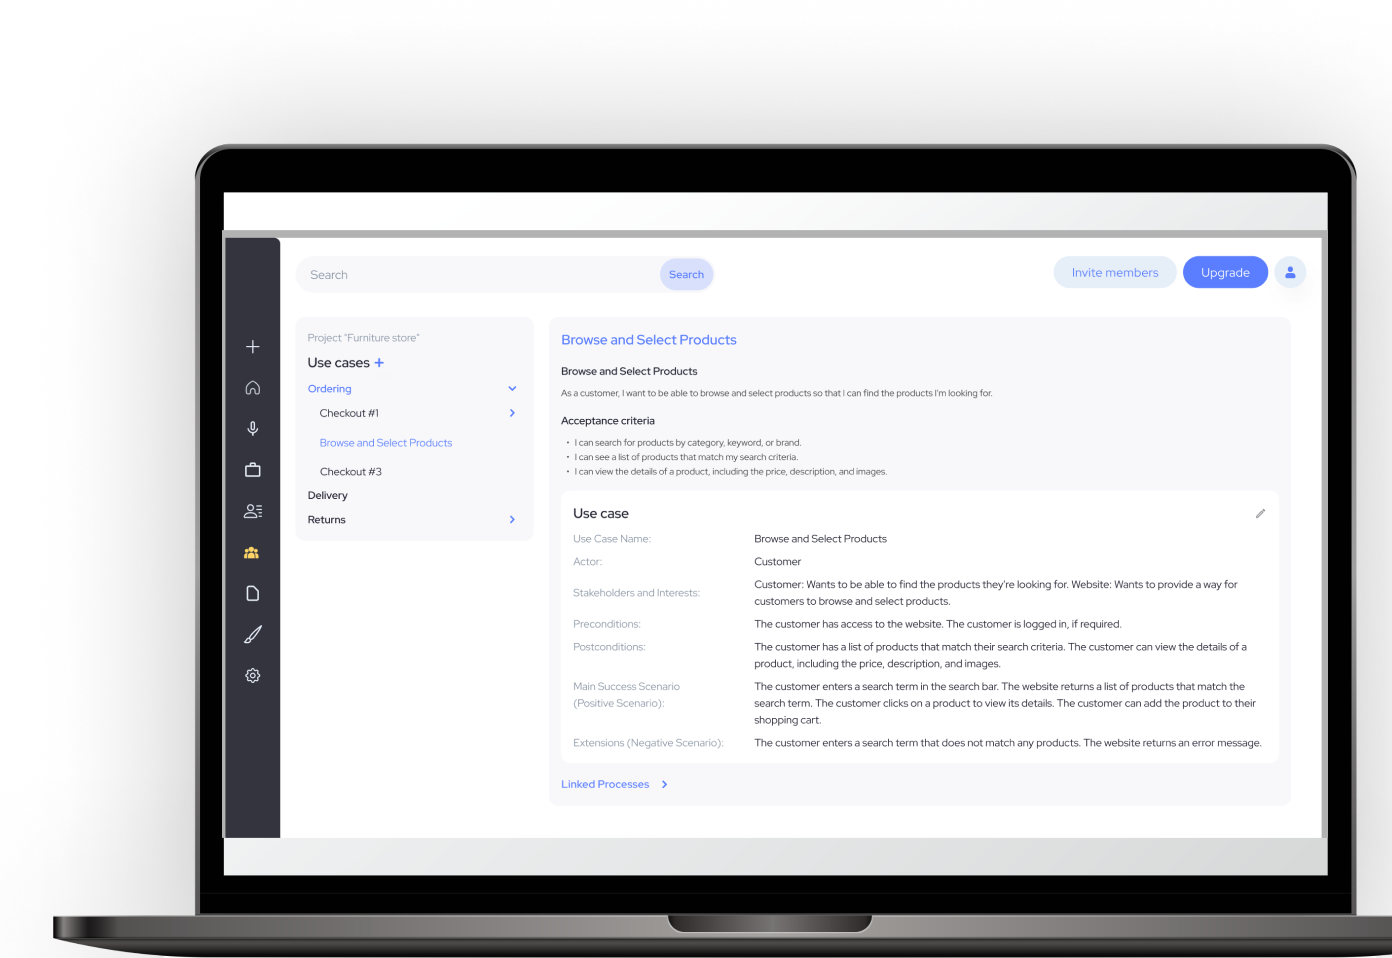 Search
Search
Invite members
Upgrade
Project "Furniture store"
Use cases +
Ordering
Checkout #1
Browse and Select Products
Checkout #3
Delivery
Returns
Browse and Select Products
Browse and Select Products
As a customer, I want to be able to browse and select products so that I can find the products I'm looking for.
Acceptance criteria
• I can search for products by category, keyword, or brand.
• I can see a list of products that match my search criteria.
• I can view the details of a product, including the price, description, and images.
Use case
Use Case Name:
Browse and Select Products
Actor:
Customer
Stakeholders and Interests:
Customer: Wants to be able to find the products they're looking for. Website: Wants to provide a way for
customers to browse and select products.
Preconditions:
The customer has access to the website. The customer is logged in, if required.
Postconditions:
The customer has a list of products that match their search criteria. The customer can view the details of a
product, including the price, description, and images.
Main Success Scenario
(Positive Scenario):
The customer enters a search term in the search bar. The website returns a list of products that match the
search term. The customer clicks on a product to view its details. The customer can add the product to their
shopping cart.
Extensions (Negative Scenario):
The customer enters a search term that does not match any products. The website returns an error message.
Linked Processes